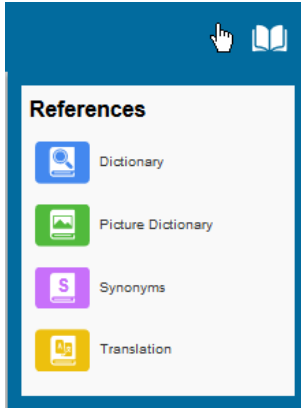 References
Dictionary
Picture Dictionary
S
Synonyms
Translation